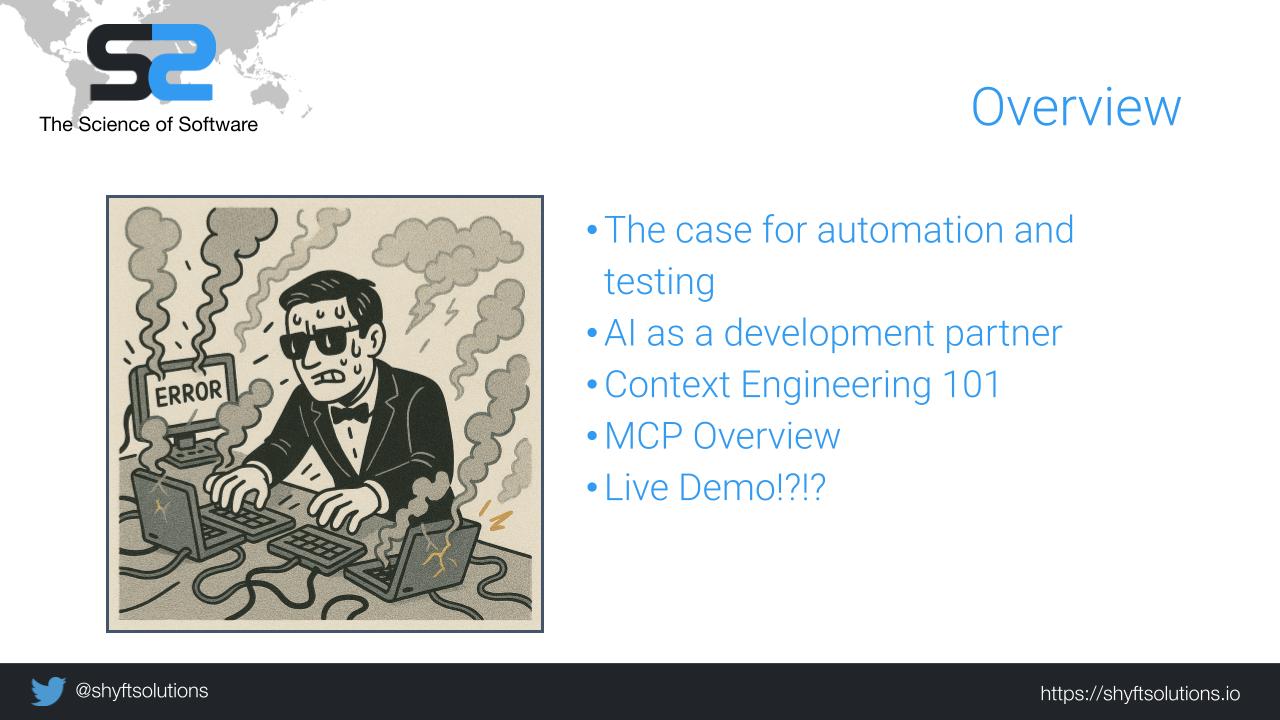 The Science of Software
Overview
ERROR
•The case for automation and
testing
•AI as a development partner
•Context Engineering 101
•MCP Overview
•Live Demo!?!?
@shyftsolutions
https://shyftsolutions.io